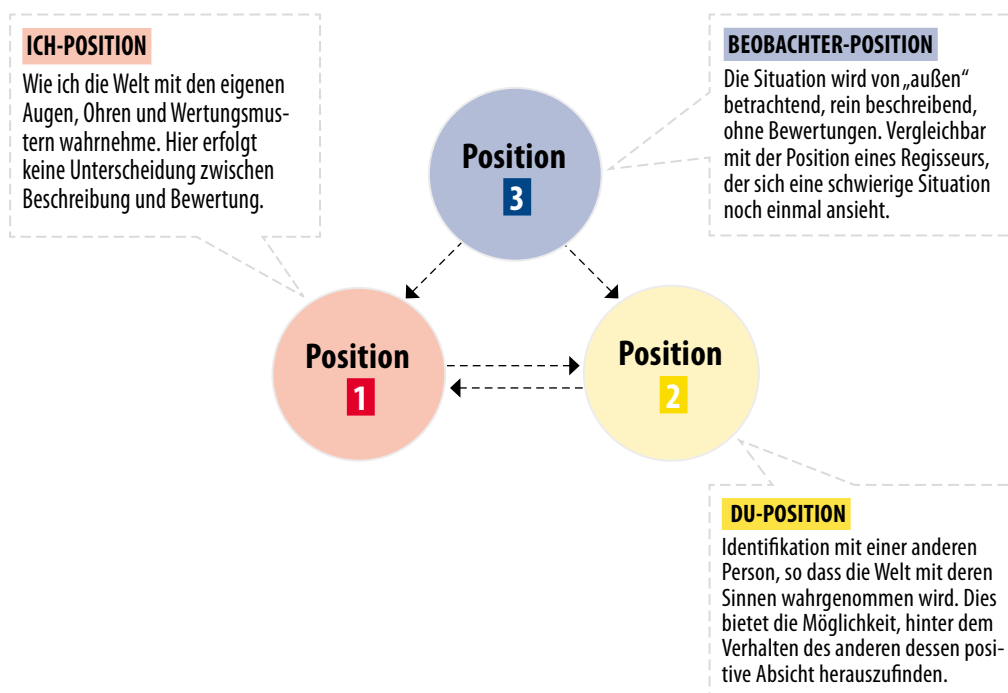 ICH-POSITION
Wie ich die Welt mit den eigenen
Augen, Ohren und Wertungsmus-
tern wahrnehme. Hier erfolgt
keine Unterscheidung zwischen
Beschreibung und Bewertung.
BEOBACHTER-POSITION
Die Situation wird von „außen“
betrachtend, rein beschreibend,
ohne Bewertungen. Vergleichbar
mit der Position eines Regisseurs,
der sich eine schwierige Situation
noch einmal ansieht.
Position
3
Position
1
Position
2
DU-POSITION
Identifikation mit einer anderen
Person, so dass die Welt mit deren
Sinnen wahrgenommen wird. Dies
bietet die Möglichkeit, hinter dem
Verhalten des anderen dessen posi-
tive Absicht herauszufinden.